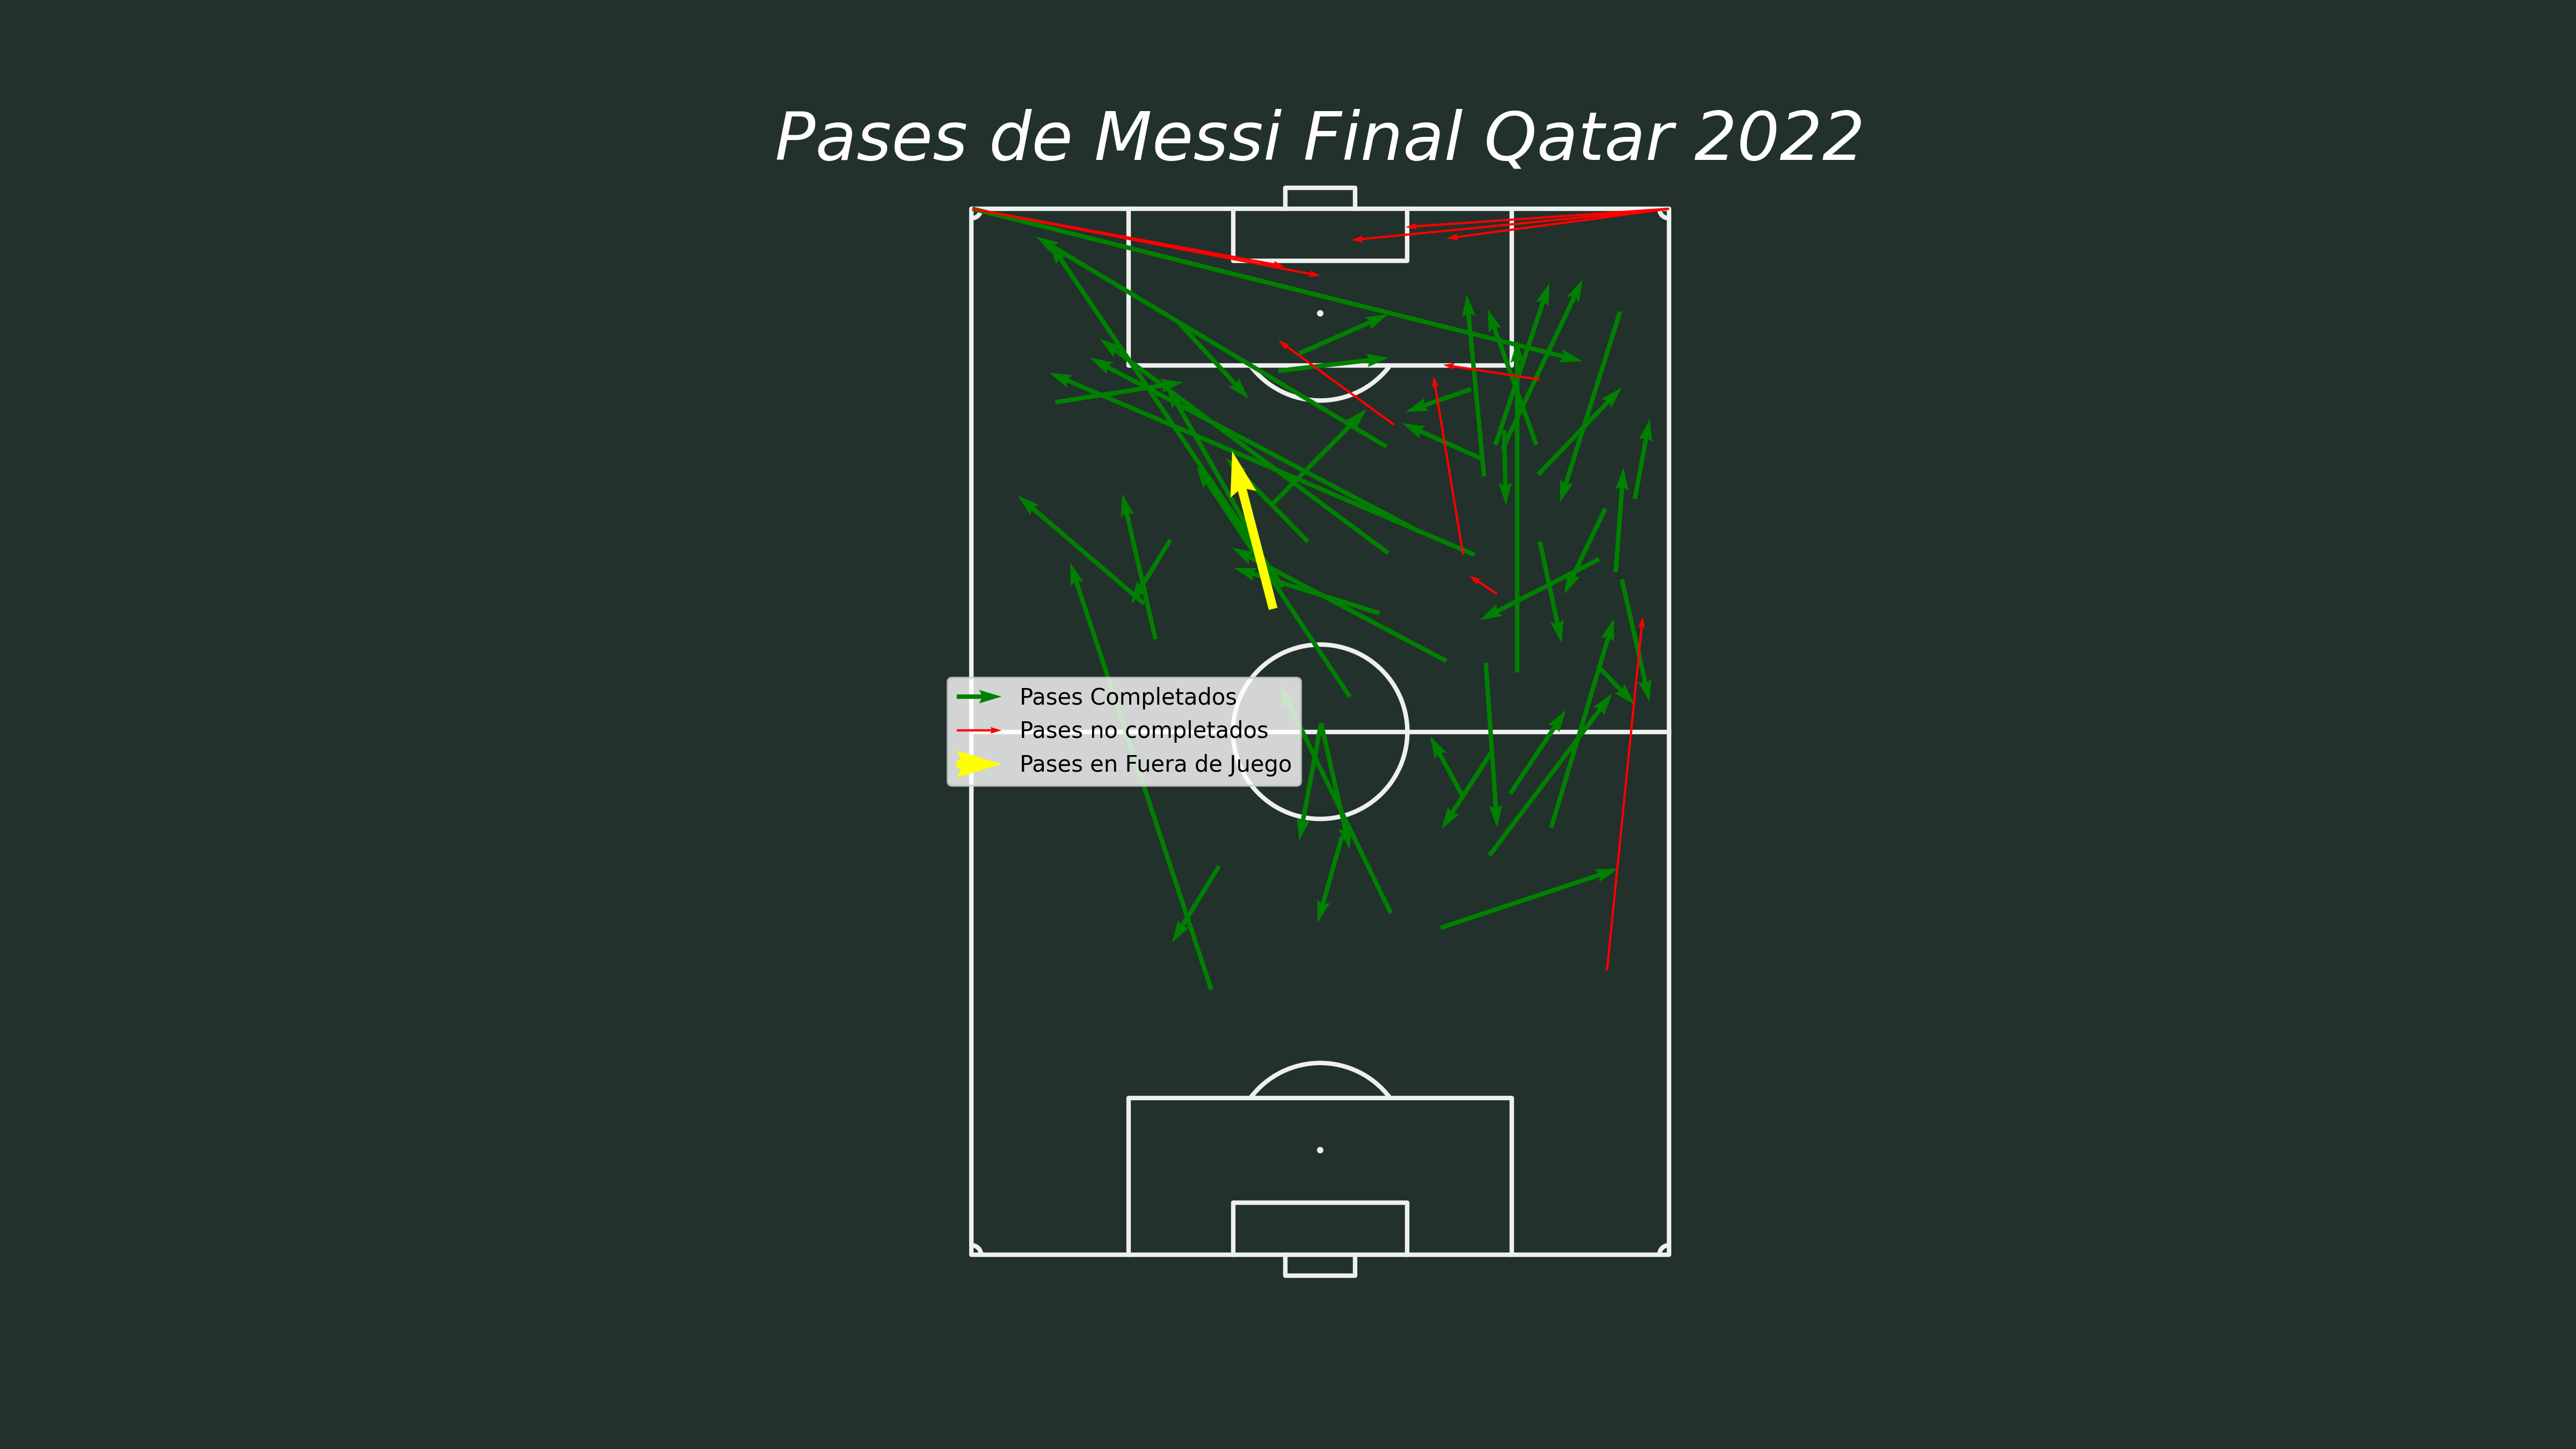 Pases de Messi Final Qatar 2022
Pases Completados
Pases no completados
Pases en Fuera de Juego